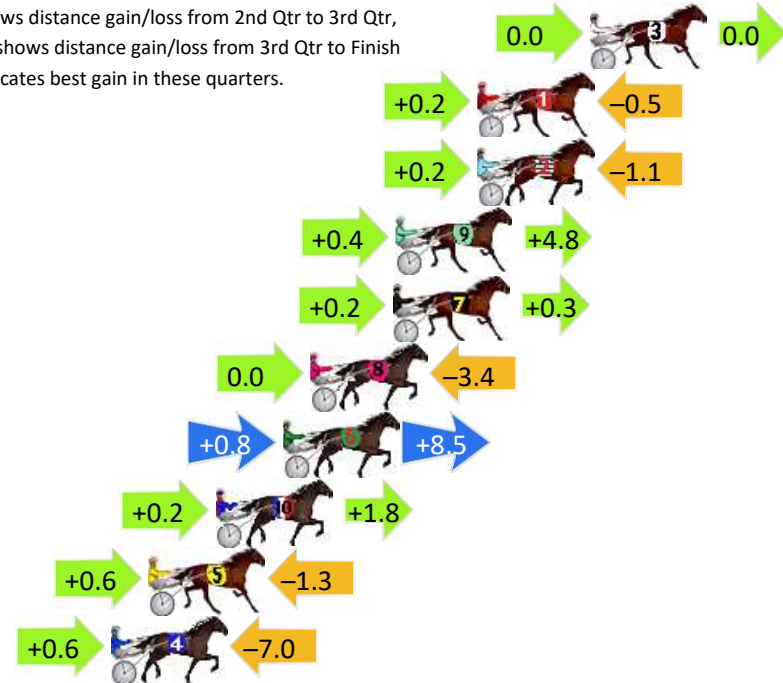 ws distance gain/loss from 2nd Qtr to 3rd Qtr,
shows distance gain/loss from 3rd Qtr to Finish
cates best gain in these quarters.
0.0 3 0.0
+0.2 1 –0.5
+0.2 2 –1.1
+0.4 9 +4.8
+0.2 7 +0.3
0.0 8 –3.4
+0.8 6 +8.5
+0.2 10 +1.8
+0.6 5 –1.3
+0.6 4 –7.0